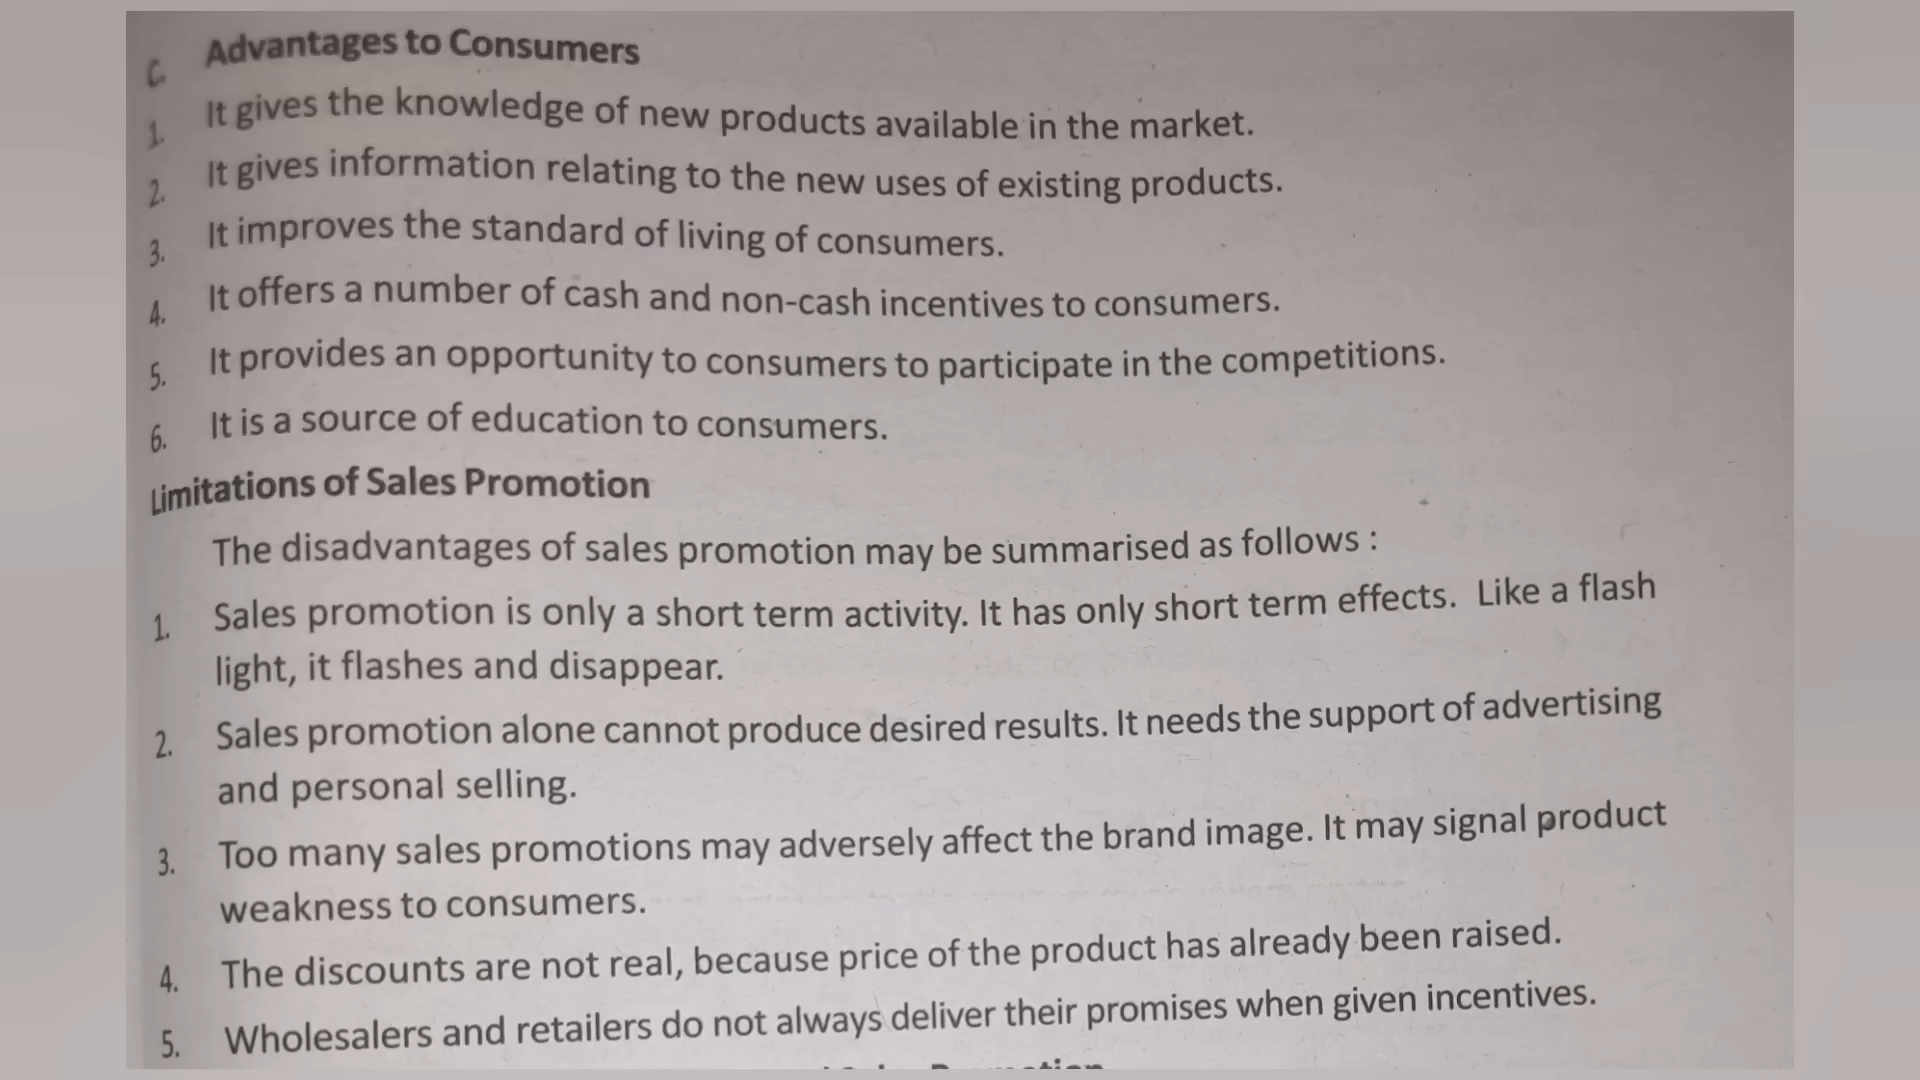 C. Advantages to Consumers
1. It gives the knowledge of new products available in the market.
2. It gives information relating to the new uses of existing products.
3. It improves the standard of living of consumers.
4. It offers a number of cash and non-cash incentives to consumers.
5. It provides an opportunity to consumers to participate in the competitions.
6. It is a source of education to consumers.
Limitations of Sales Promotion
The disadvantages of sales promotion may be summarised as follows :
1. Sales promotion is only a short term activity. It has only short term effects. Like a flash
light, it flashes and disappear.
2. Sales promotion alone cannot produce desired results. It needs the support of advertising
and personal selling.
3. Too many sales promotions may adversely affect the brand image. It may signal product
weakness to consumers.
4. The discounts are not real, because price of the product has already been raised.
5. Wholesalers and retailers do not always deliver their promises when given incentives.